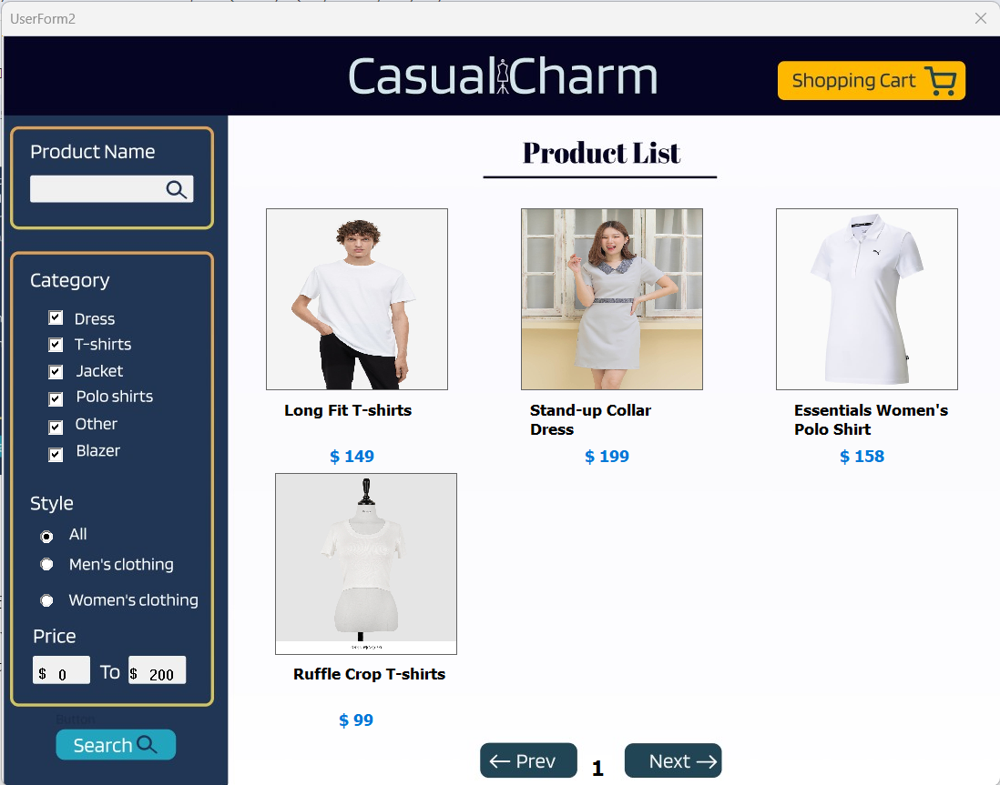 UserForm2
Casual Charm
Shopping Cart
Product Name
Category
Dress
T-shirts
Jacket
Polo shirts
Other
Blazer
Style
All
Men's clothing
Women's clothing
Price
$ 0 To $ 200
Button
Search
Product List
Long Fit T-shirts
$ 149
Stand-up Collar
Dress
$ 199
Essentials Women's
Polo Shirt
$ 158
Ruffle Crop T-shirts
$ 99
← Prev
1
Next →